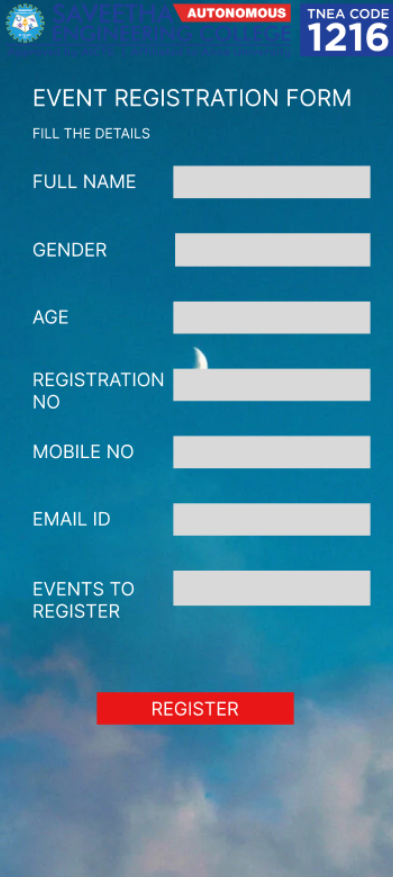 SAVEETHA
AUTONOMOUS
ENGINEERING COLLEGE
TNEA CODE
1216
EVENT REGISTRATION FORM
FILL THE DETAILS
FULL NAME
GENDER
AGE
REGISTRATION
NO
MOBILE NO
EMAIL ID
EVENTS TO
REGISTER
REGISTER